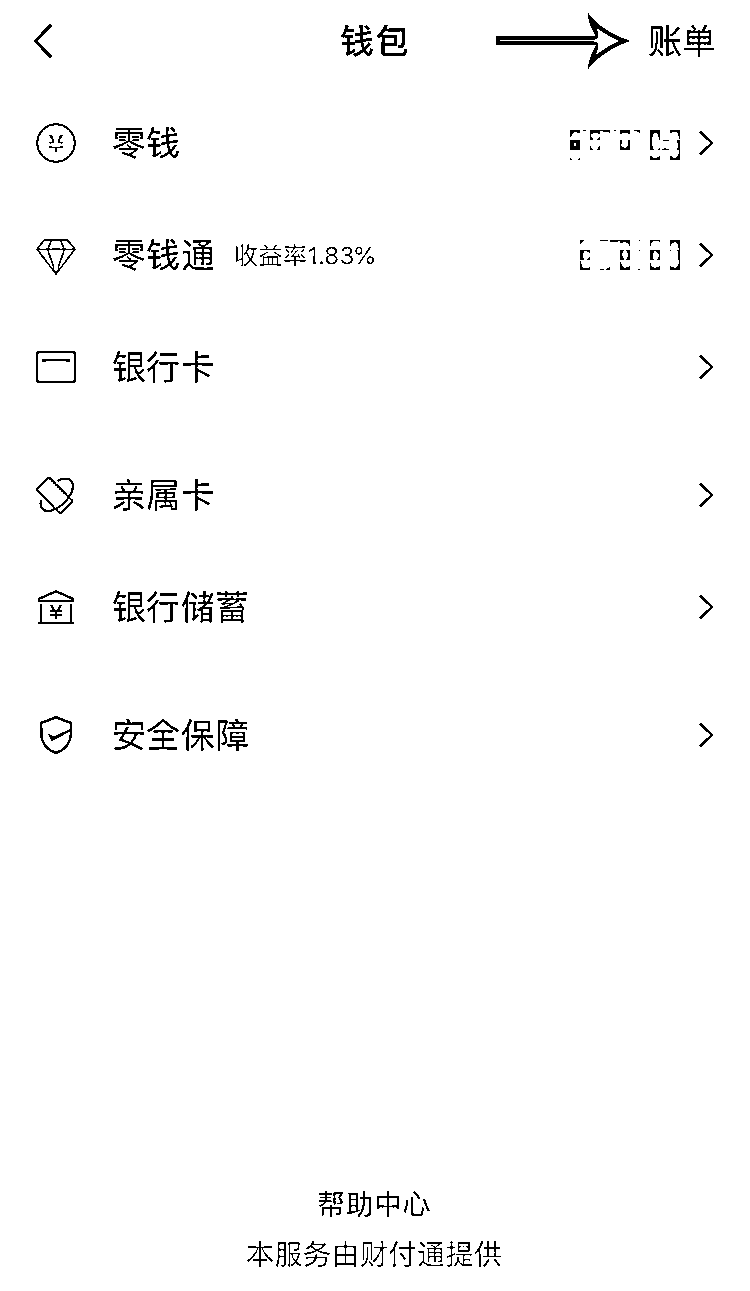 钱包 账单
零钱
零钱通 收益率1.83%
银行卡
亲属卡
银行储蓄
安全保障
帮助中心
本服务由财付通提供